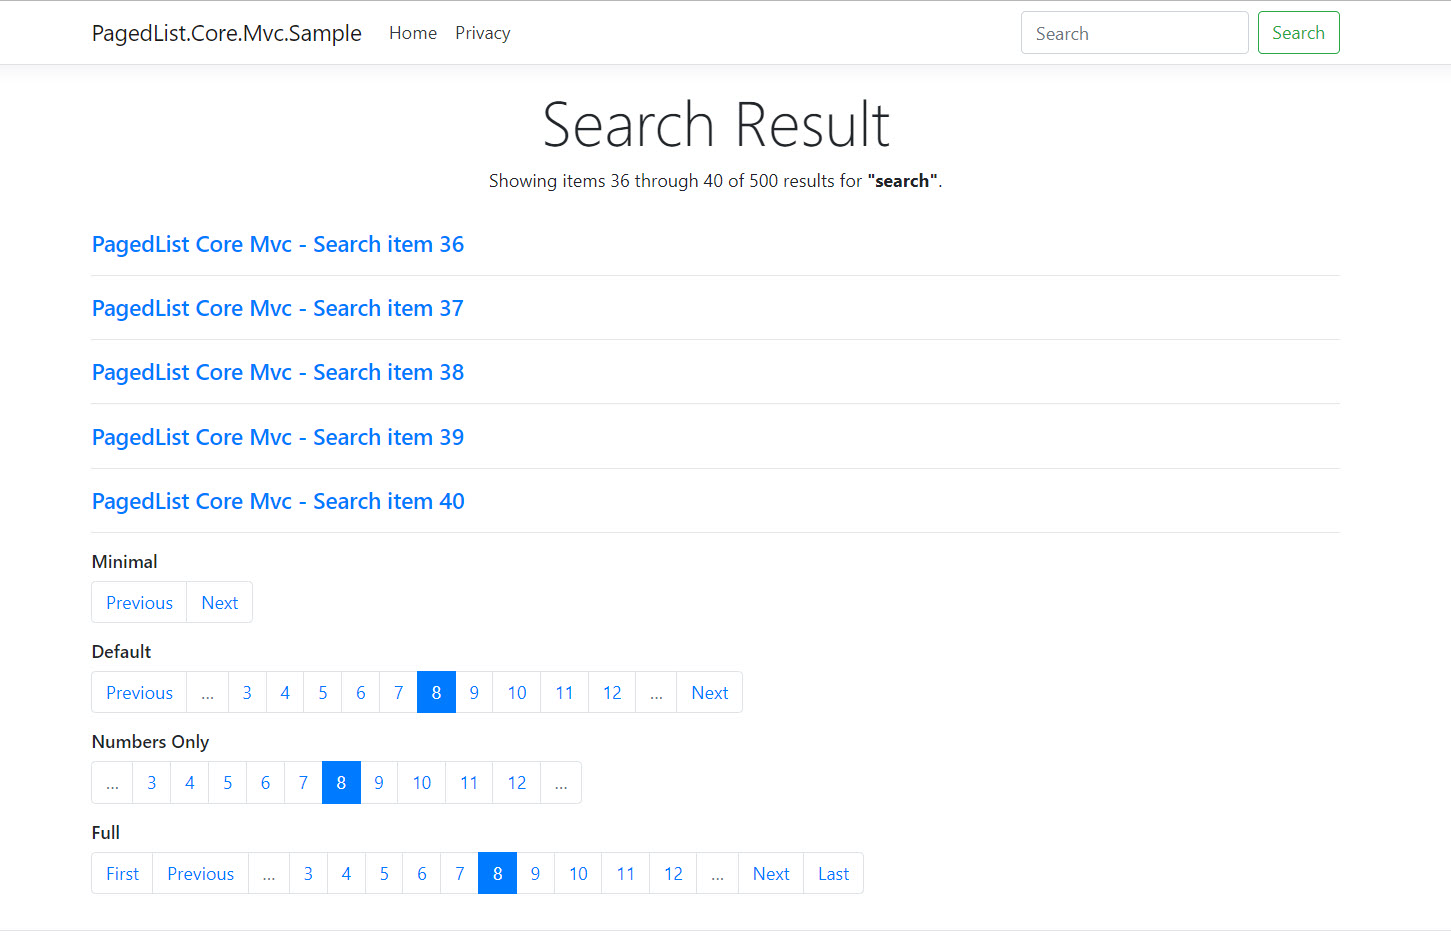 PagedList.Core.Mvc.Sample Home Privacy Search Search
Search Result
Showing items 36 through 40 of 500 results for "search".
PagedList Core Mvc - Search item 36
PagedList Core Mvc - Search item 37
PagedList Core Mvc - Search item 38
PagedList Core Mvc - Search item 39
PagedList Core Mvc - Search item 40
Minimal
Previous Next
Default
Previous ... 3 4 5 6 7 8 9 10 11 12 ... Next
Numbers Only
... 3 4 5 6 7 8 9 10 11 12 ...
Full
First Previous ... 3 4 5 6 7 8 9 10 11 12 ... Next Last